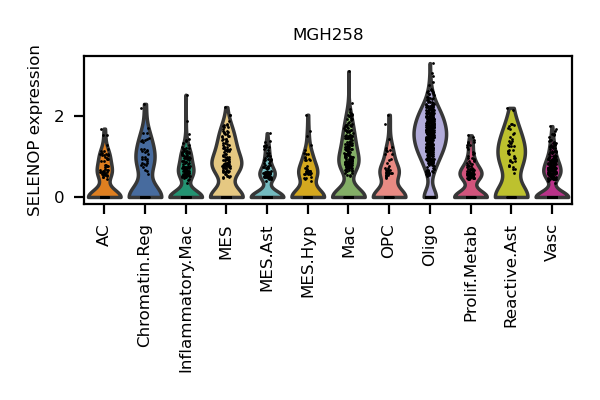 MGH258
SELENOP expression
2
0
AC
Chromatin.Reg
Inflammatory.Mac
MES
MES.Ast
MES.Hyp
Mac
OPC
Oligo
Prolif.Metab
Reactive.Ast
Vasc